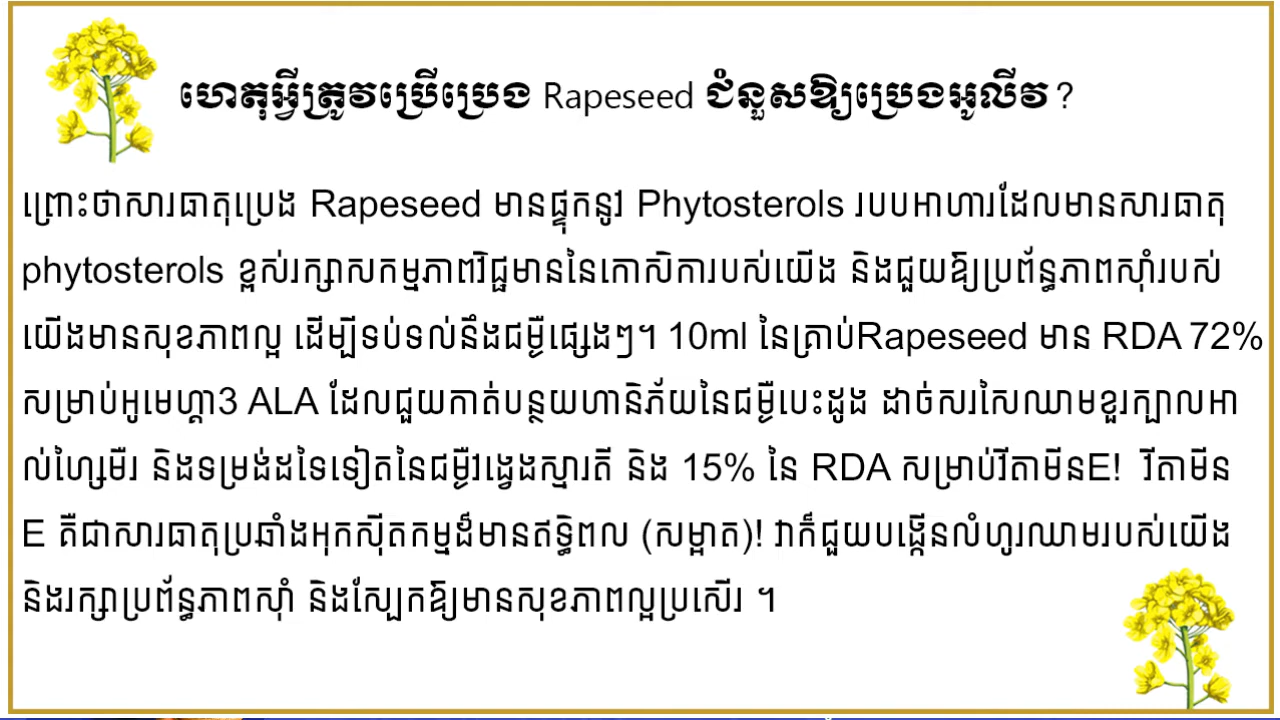 ហេតុអ្វីត្រូវប្រើប្រេង Rapeseed ជំនួសឱ្យប្រេងអូលីវ ?
ព្រោះថាសារធាតុប្រេង Rapeseed មានផ្ទុកនូវ Phytosterols របបអាហារដែលមានសារធាតុ
phytosterols ខ្ពស់រក្សាសកម្មភាពវិជ្ជមាននៃកោសិការបស់យើង និងជួយឱ្យប្រព័ន្ធភាពស៊ាំរបស់
យើងមានសុខភាពល្អ ដើម្បីទប់ទល់នឹងជម្ងឺផ្សេងៗ។ 10ml នៃគ្រាប់Rapeseed មាន RDA 72%
សម្រាប់អូមេហ្គា3 ALA ដែលជួយកាត់បន្ថយហានិភ័យនៃជម្ងឺបេះដូង ដាច់សរសៃឈាមខួរក្បាលអា
ល់ហ្សៃមឺរ និងទម្រង់ដទៃទៀតនៃជម្ងឺវង្វេងស្មារតី និង 15% នៃ RDA សម្រាប់វីតាមីនE! វីតាមីន
E គឺជាសារធាតុប្រឆាំងអុកស៊ីតកម្មដ៏មានឥទ្ធិពល (សម្អាត)! វាក៏ជួយបង្កើនលំហូរឈាមរបស់យើង
និងរក្សាប្រព័ន្ធភាពស៊ាំ និងស្បែកឱ្យមានសុខភាពល្អប្រសើរ ។